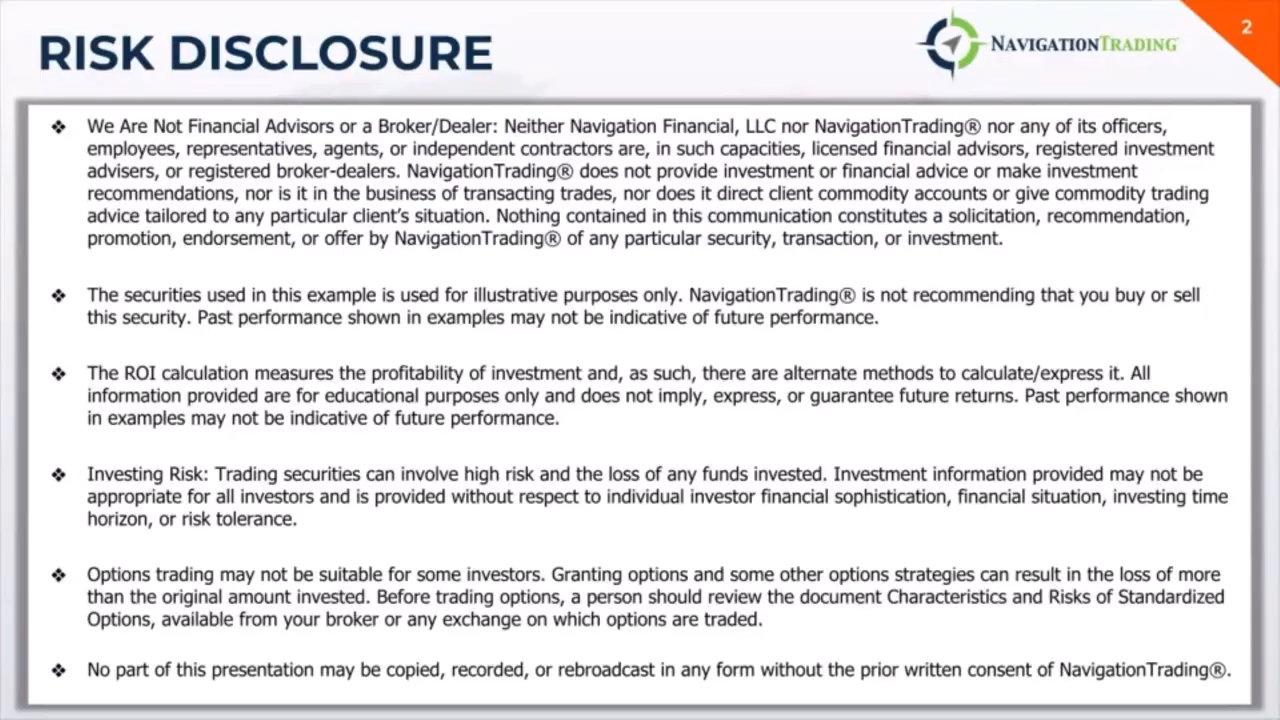 RISK DISCLOSURE
NAVIGATIONTRADING®
2
❖ We Are Not Financial Advisors or a Broker/Dealer: Neither Navigation Financial, LLC nor NavigationTrading® nor any of its officers,
employees, representatives, agents, or independent contractors are, in such capacities, licensed financial advisors, registered investment
advisers, or registered broker-dealers. NavigationTrading® does not provide investment or financial advice or make investment
recommendations, nor is it in the business of transacting trades, nor does it direct client commodity accounts or give commodity trading
advice tailored to any particular client’s situation. Nothing contained in this communication constitutes a solicitation, recommendation,
promotion, endorsement, or offer by NavigationTrading® of any particular security, transaction, or investment.
❖ The securities used in this example is used for illustrative purposes only. NavigationTrading® is not recommending that you buy or sell
this security. Past performance shown in examples may not be indicative of future performance.
❖ The ROI calculation measures the profitability of investment and, as such, there are alternate methods to calculate/express it. All
information provided are for educational purposes only and does not imply, express, or guarantee future returns. Past performance shown
in examples may not be indicative of future performance.
❖ Investing Risk: Trading securities can involve high risk and the loss of any funds invested. Investment information provided may not be
appropriate for all investors and is provided without respect to individual investor financial sophistication, financial situation, investing time
horizon, or risk tolerance.
❖ Options trading may not be suitable for some investors. Granting options and some other options strategies can result in the loss of more
than the original amount invested. Before trading options, a person should review the document Characteristics and Risks of Standardized
Options, available from your broker or any exchange on which options are traded.
❖ No part of this presentation may be copied, recorded, or rebroadcast in any form without the prior written consent of NavigationTrading®.